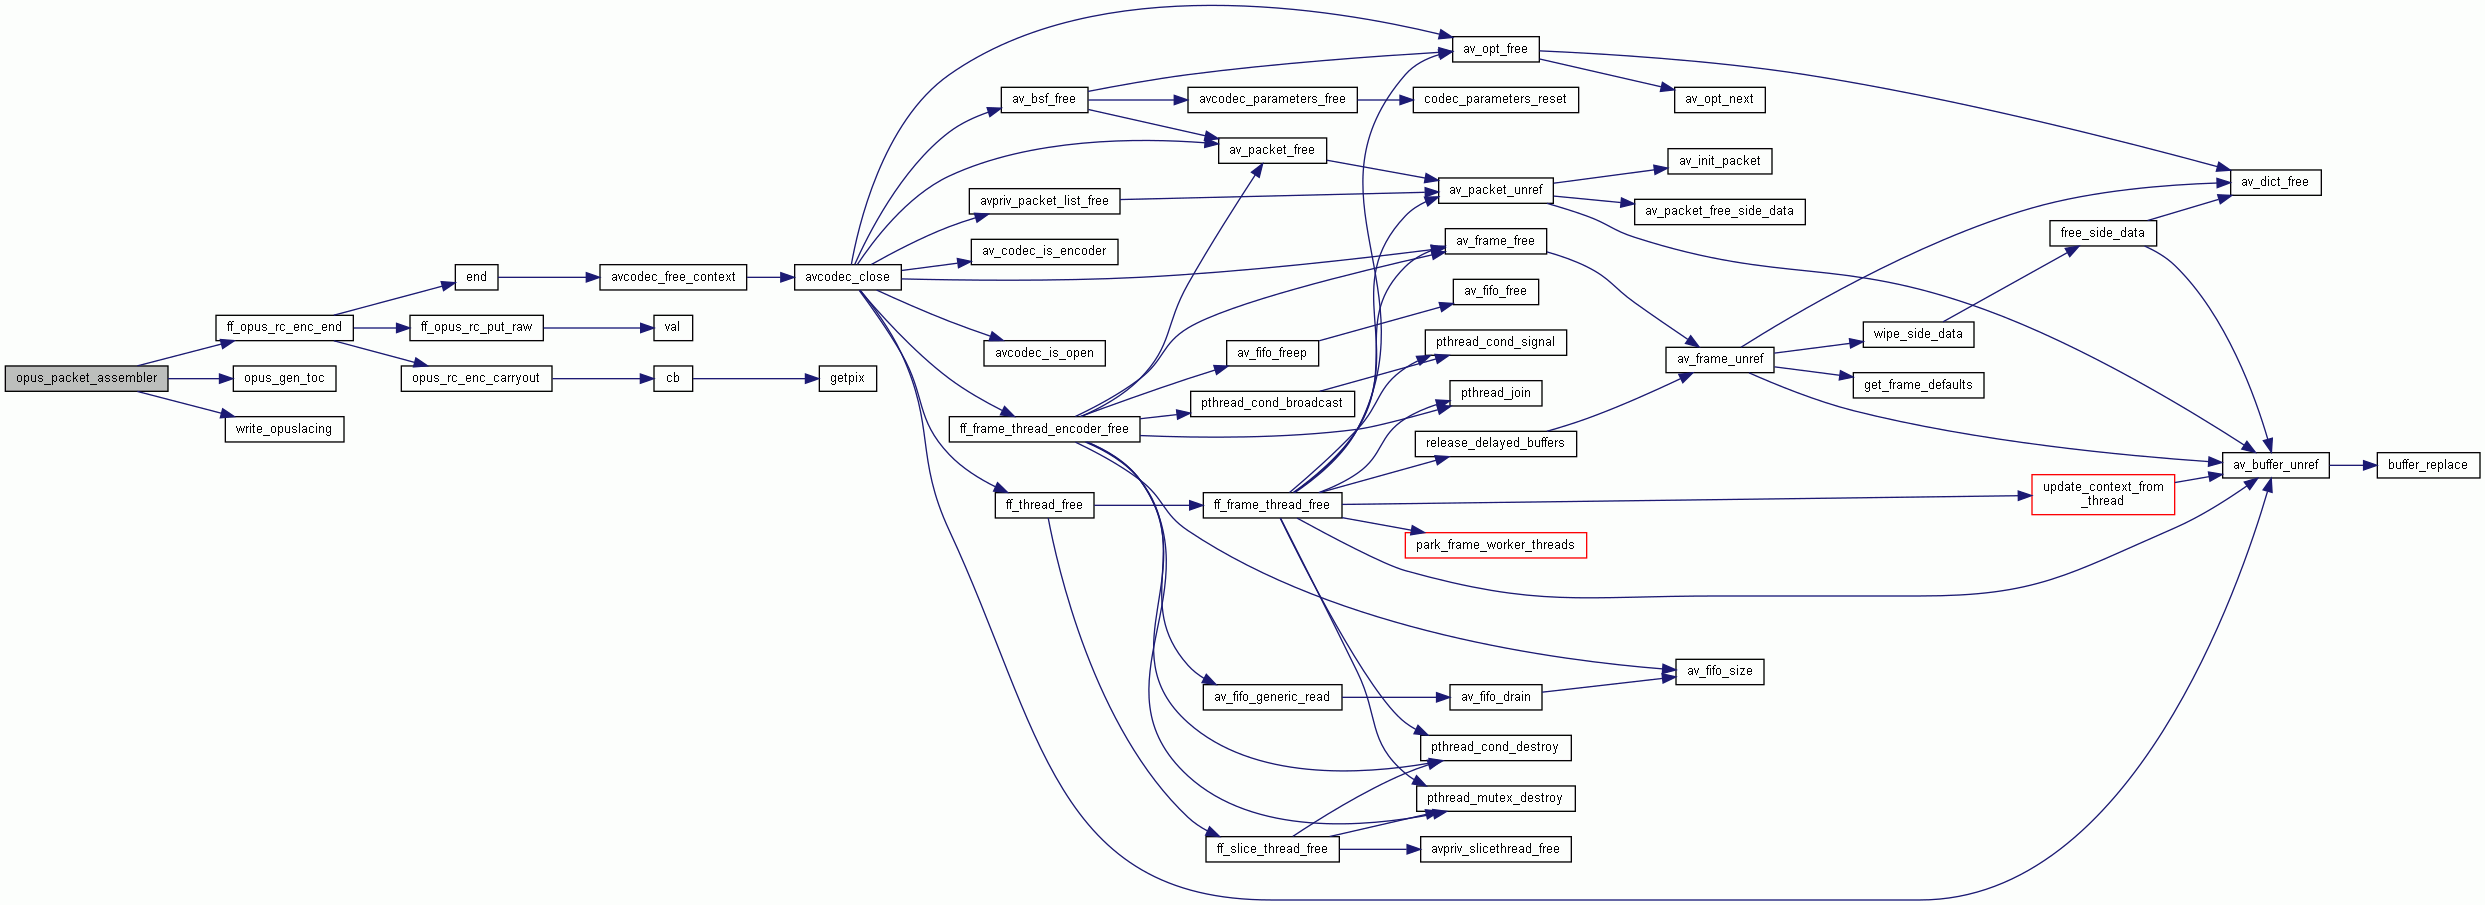 opus_packet_assembler
ff_opus_rc_enc_end
opus_gen_toc
write_opuslacing
end
ff_opus_rc_put_raw
opus_rc_enc_carryout
avcodec_free_context
val
cb
avcodec_close
getpix
av_bsf_free
avpriv_packet_list_free
av_codec_is_encoder
avcodec_is_open
ff_frame_thread_encoder_free
ff_thread_free
avcodec_parameters_free
av_packet_free
av_fifo_freep
pthread_cond_broadcast
ff_frame_thread_free
av_fifo_generic_read
ff_slice_thread_free
av_opt_free
codec_parameters_reset
av_packet_unref
av_frame_free
av_fifo_free
pthread_cond_signal
pthread_join
release_delayed_buffers
park_frame_worker_threads
av_fifo_drain
pthread_cond_destroy
pthread_mutex_destroy
avpriv_slicethread_free
av_opt_next
av_init_packet
av_packet_free_side_data
av_frame_unref
av_fifo_size
wipe_side_data
get_frame_defaults
free_side_data
update_context_from
_thread
av_dict_free
av_buffer_unref
buffer_replace